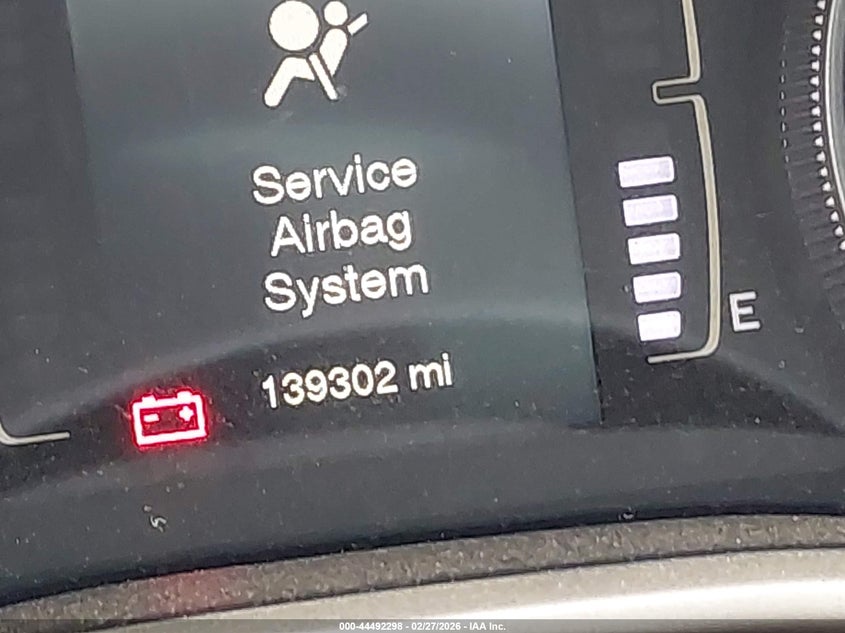 Service
Airbag
System
E
139302 mi
000-44492298 - 02/27/2026 - IAA Inc.